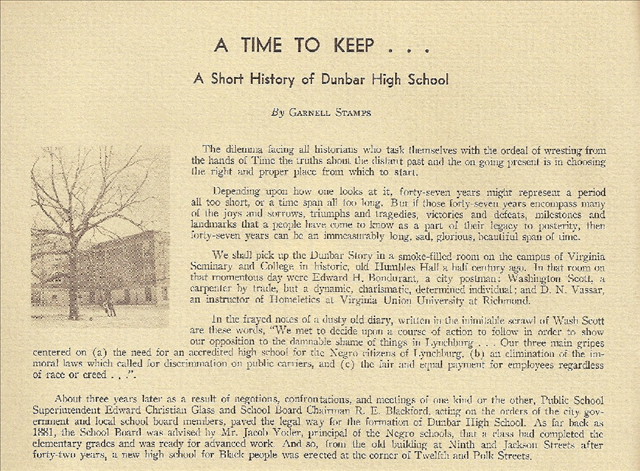 A TIME TO KEEP . . .
A Short History of Dunbar High School
By GARNELL STAMPS
The dilemma facing all historians who task themselves with the ordeal of wresting from
the hands of Time the truths about the distant past and the on going present is in choosing
the right and proper place from which to start.
Depending upon how one looks at it, forty-seven years might represent a period
all too short, or a time span all too long. But if those forty-seven years encompass many
of the joys and sorrows, triumphs and tragedies, victories and defeats, milestones and
landmarks that a people have come to know as a part of their legacy to posterity, then
forty-seven years can be an immeasurably long, sad, glorious, beautiful span of time.
We shall pick up the Dunbar Story in a smoke-filled room on the campus of Virginia
Seminary and College in historic, old Humbles Hall a half century ago. In that room on
that momentous day were Edward H. Bondurant, a city postman; Washington Scott, a
carpenter by trade, but a dynamic, charismatic, determined individual; and D. N. Vassar,
an instructor of Homeletics at Virginia Union University at Richmond.
In the frayed notes of a dusty old diary, written in the inimitable scrawl of Wash Scott
are these words, "We met to decide upon a course of action to follow in order to show
our opposition to the damnable shame of things in Lynchburg . . . Our three main gripes
centered on (a) the need for an accredited high school for the Negro citizens of Lynchburg, (b) an elimination of the im-
moral laws which called for discrimination on public carriers, and (c) the fair and equal payment for employees regardless
of race or creed . . .".
About three years later as a result of negotions, confrontations, and meetings of one kind or the other, Public School
Superintendent Edward Christian Glass and School Board Chairman R. E. Blackford, acting on the orders of the city gov-
ernment and local school board members, paved the legal way for the formation of Dunbar High School. As far back as
1881, the School Board was advised by Mr. Jacob Yoder, principal of the Negro schools, that a class had completed the
elementary grades and was ready for advanced work. And so, from the old building at Ninth and Jackson Streets after
forty-two years, a new high school for Black people was erected at the corner of Twelfth and Polk Streets.